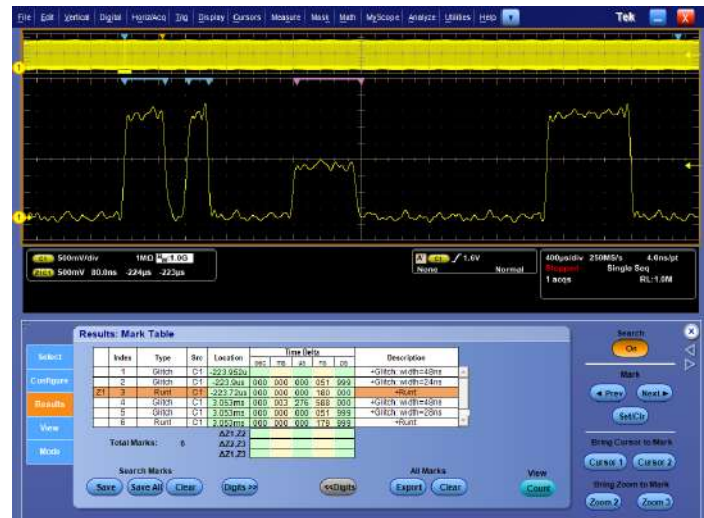 File Edit Vertical Digital Horiz/Acq Trig Display Cursors Measure Mask Math MyScope Analyze Utilities Help Tek X
1
1
C1 500mV/div 1MΩ BW:1.0G
Z1C1 500mV 80.0ns -224µs -223µs
A' C1 / 1.6V
None Normal
400µs/div 250MS/s 4.0ns/pt
Stopped Single Seq
1 acqs RL:1.0M
Results: Mark Table
Select
Configure
Results
View
Mode
Time Delta
Index Type Src Location sec ms us ns ps Description
1 Glitch C1 -223.952u +Glitch: width=48ns
2 Glitch C1 -223.9us 000 000 000 051 999 +Glitch: width=24ns
Z1 3 Runt C1 -223.72us 000 000 000 180 000 +Runt
4 Glitch C1 3.053ms 000 003 276 588 000 +Glitch: width=48ns
5 Glitch C1 3.053ms 000 000 000 051 999 +Glitch: width=28ns
6 Runt C1 3.053ms 000 000 000 179 999 +Runt
Total Marks: 6
ΔZ1,Z2
ΔZ2,Z3
ΔZ1,Z3
Search Marks
Save Save All Clear
Digits >>
<<Digits
All Marks
Export Clear
View
Count
Search
On
Mark
Prev Next
Set/Clr
Bring Cursor to Mark
Cursor 1 Cursor 2
Bring Zoom to Mark
Zoom 2 Zoom 3
X